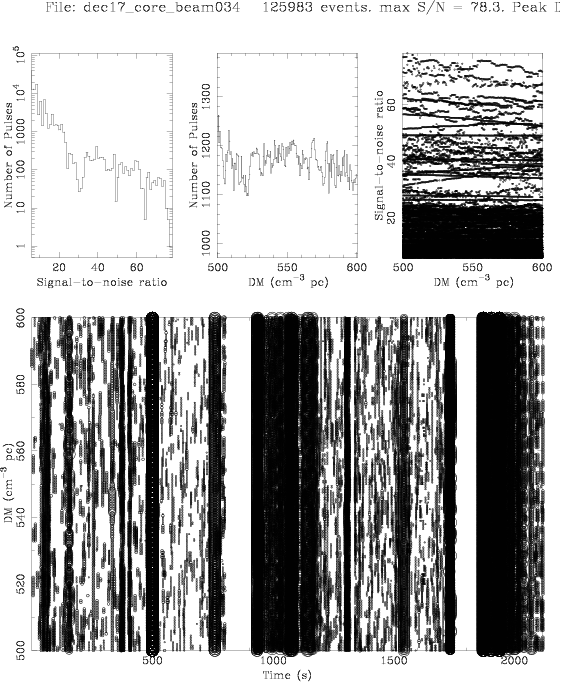 File: dec17_core_beam034 125983 events. max S/N = 78.3. Peak D
Number of Pulses
1 10 100 1000 10^5
20 40 60
Signal-to-noise ratio
Number of Pulses
1000 1100 1200 1300
500 550 600
DM (cm^-3 pc)
Signal-to-noise ratio
20 40 60
500 550 600
DM (cm^-3 pc)
DM (cm^-3 pc)
500 520 540 560 580 600
500 1000 1500 2000
Time (s)